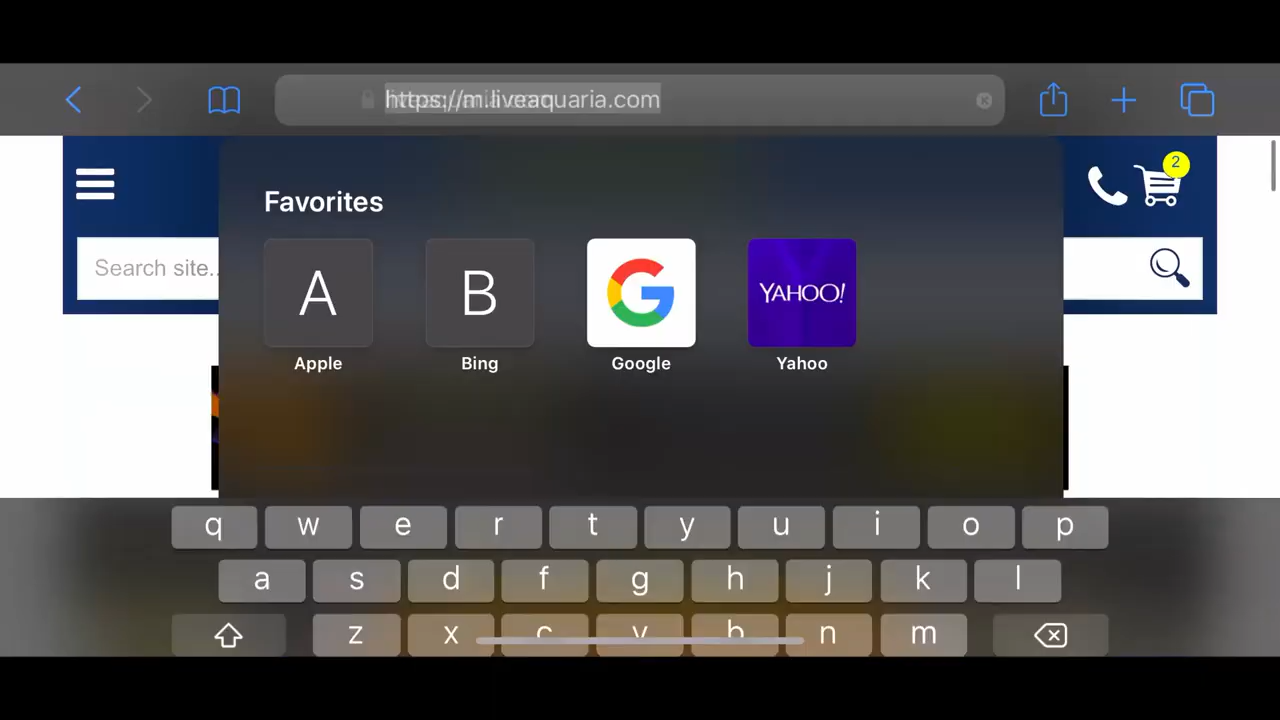 https://m.liveaquaria.com
2
Search site..
Favorites
A
B
YAHOO!
Apple
Bing
Google
Yahoo
q w e r t y u i o p
a s d f g h j k l
z x c v b n m